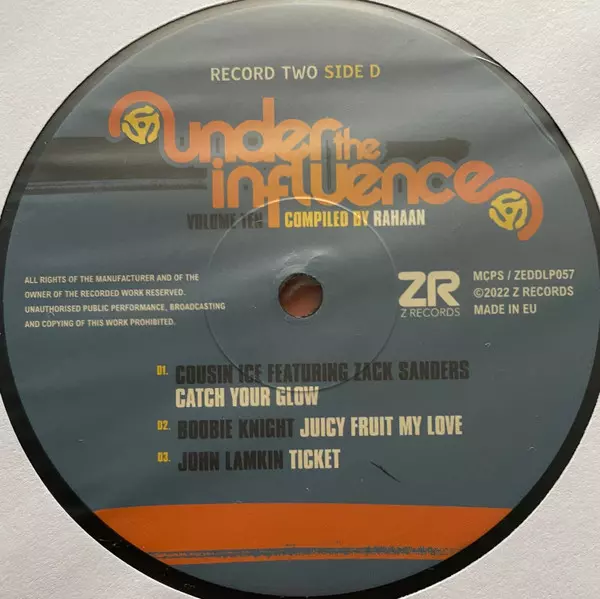 RECORD TWO SIDE D
under
the
influence
VOLUME TEN COMPILED BY RAHAAN
ALL RIGHTS OF THE MANUFACTURER AND OF THE
OWNER OF THE RECORDED WORK RESERVED.
UNAUTHORISED PUBLIC PERFORMANCE, BROADCASTING
AND COPYING OF THIS WORK PROHIBITED.
ZR
Z RECORDS
MCPS / ZEDDLP057
©2022 Z RECORDS
MADE IN EU
D1. COUSIN ICE FEATURING ZACK SANDERS
CATCH YOUR GLOW
D2. BOOBIE KNIGHT JUICY FRUIT MY LOVE
D3. JOHN LAMKIN TICKET